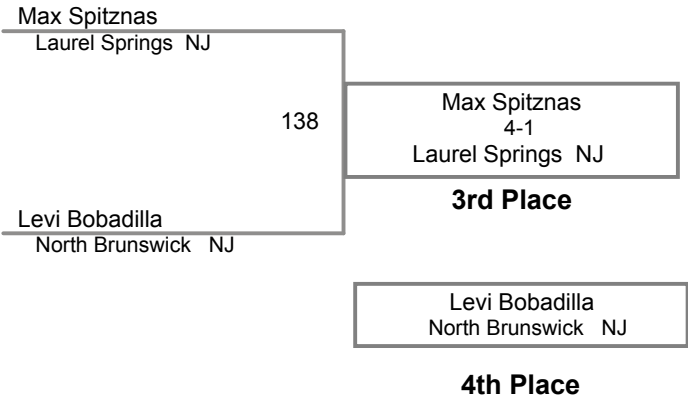 Max Spitznas
Laurel Springs NJ
138
Max Spitznas
4-1
Laurel Springs NJ
3rd Place
Levi Bobadilla
North Brunswick NJ
Levi Bobadilla
North Brunswick NJ
4th Place